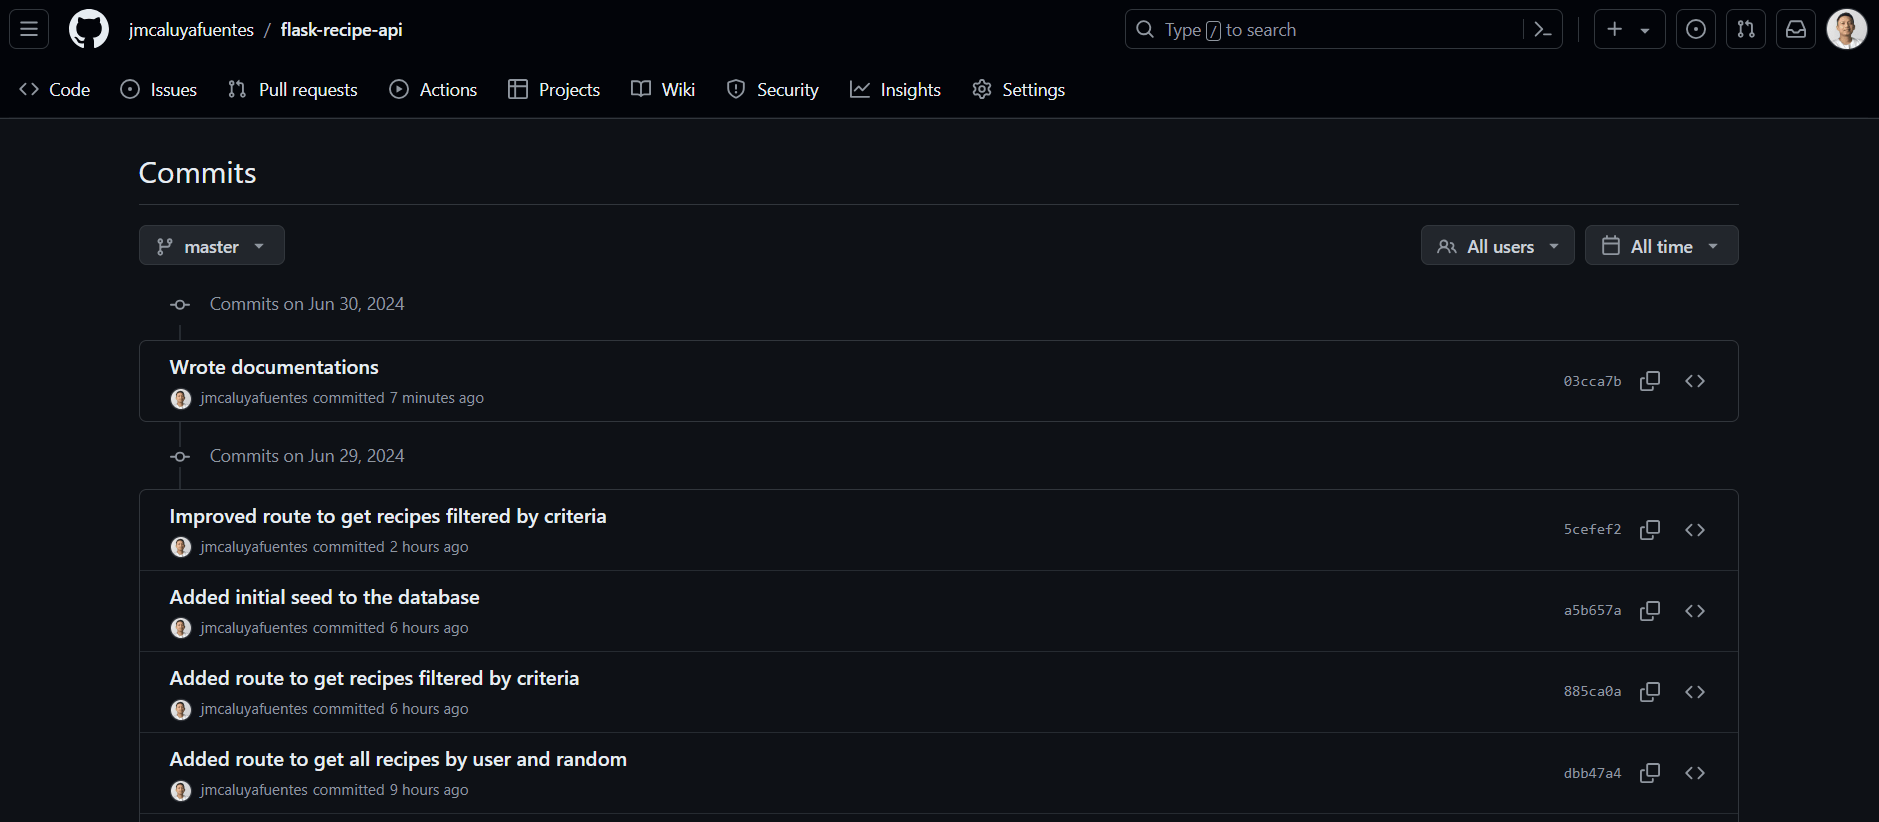 jmcaluyafuentes / flask-recipe-api
Type / to search
Code Issues Pull requests Actions Projects Wiki Security Insights Settings
Commits
master
All users All time
Commits on Jun 30, 2024
Wrote documentations
03cca7b
jmcaluyafuentes committed 7 minutes ago
Commits on Jun 29, 2024
Improved route to get recipes filtered by criteria
5cefef2
jmcaluyafuentes committed 2 hours ago
Added initial seed to the database
a5b657a
jmcaluyafuentes committed 6 hours ago
Added route to get recipes filtered by criteria
885ca0a
jmcaluyafuentes committed 6 hours ago
Added route to get all recipes by user and random
dbb47a4
jmcaluyafuentes committed 9 hours ago